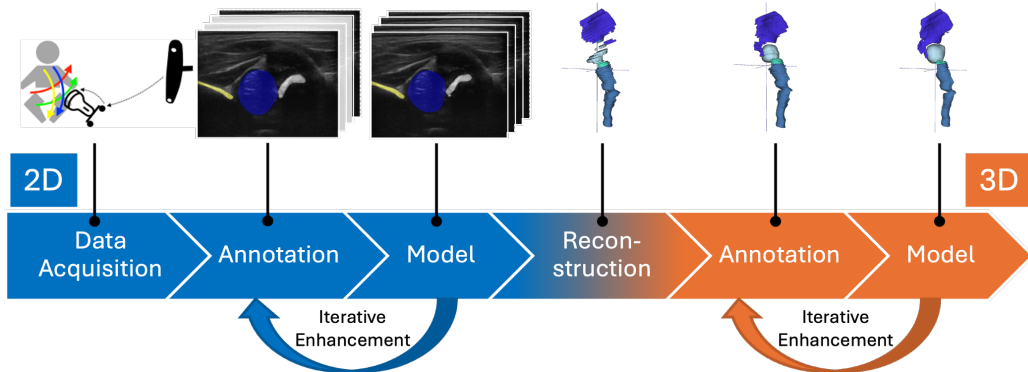 2D
3D
Data
Acquisition
Annotation
Model
Recon-
struction
Annotation
Model
Iterative
Enhancement
Iterative
Enhancement